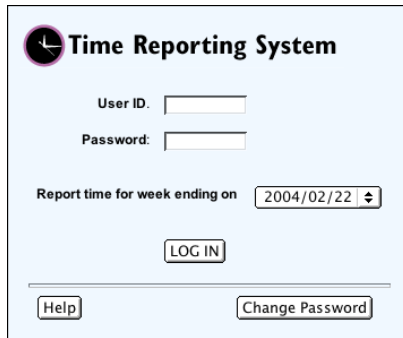 Time Reporting System
User ID.
Password:
Report time for week ending on 2004/02/22
LOG IN
Help Change Password